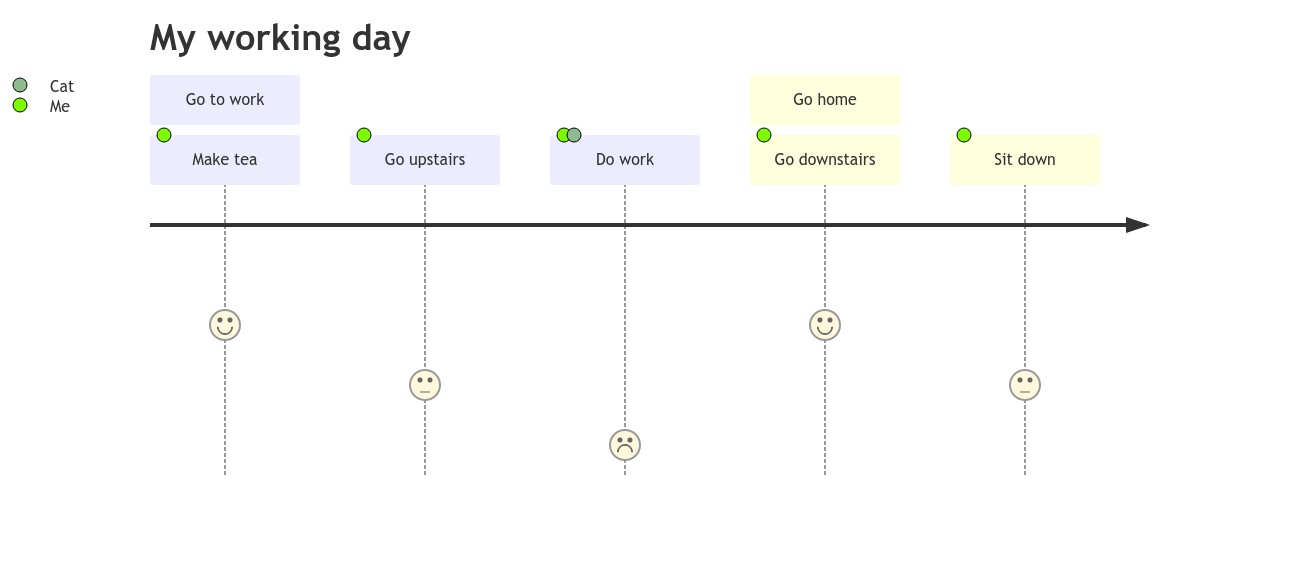 My working day
Cat
Me
Go to work
Go home
Make tea
Go upstairs
Do work
Go downstairs
Sit down